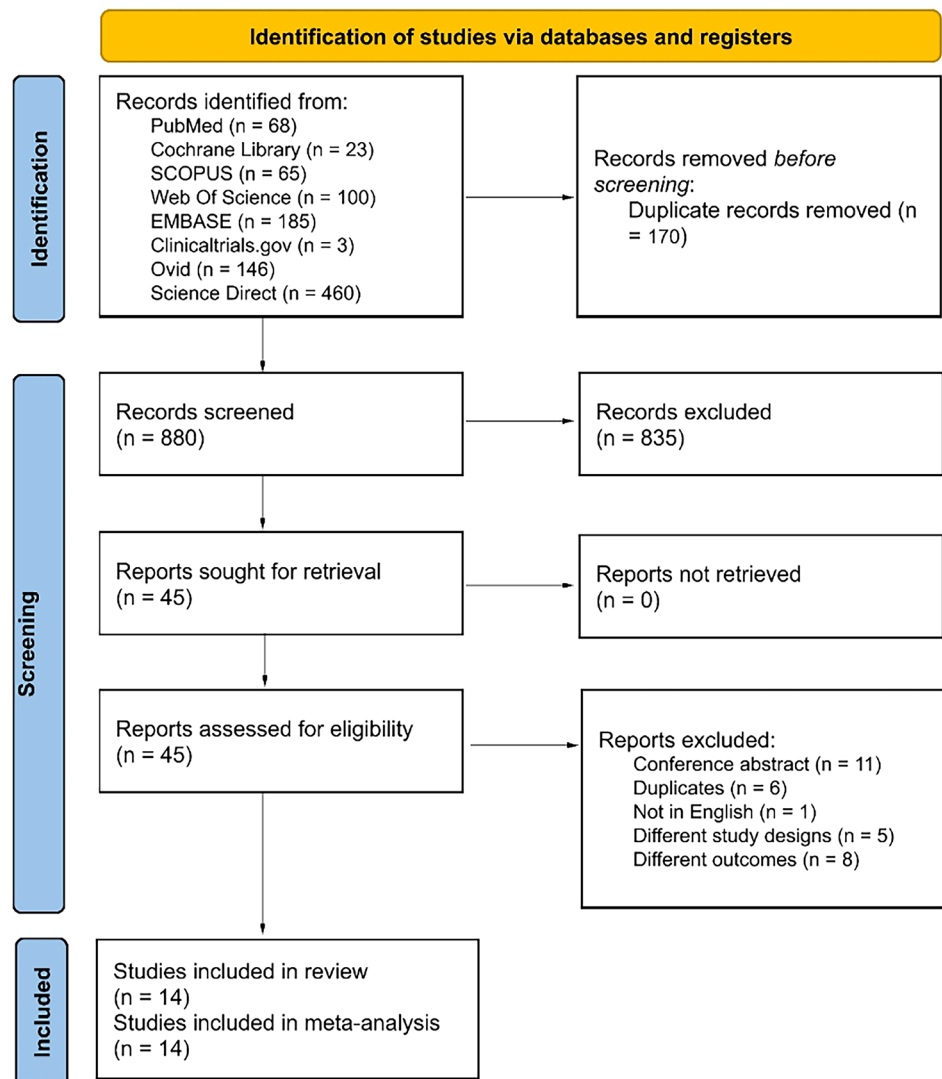 Identification of studies via databases and registers
Identification
Records identified from:
PubMed (n = 68)
Cochrane Library (n = 23)
SCOPUS (n = 65)
Web Of Science (n = 100)
EMBASE (n = 185)
Clinicaltrials.gov (n = 3)
Ovid (n = 146)
Science Direct (n = 460)
Records removed before
screening:
Duplicate records removed (n
= 170)
Screening
Records screened
(n = 880)
Records excluded
(n = 835)
Reports sought for retrieval
(n = 45)
Reports not retrieved
(n = 0)
Reports assessed for eligibility
(n = 45)
Reports excluded:
Conference abstract (n = 11)
Duplicates (n = 6)
Not in English (n = 1)
Different study designs (n = 5)
Different outcomes (n = 8)
Included
Studies included in review
(n = 14)
Studies included in meta-analysis
(n = 14)